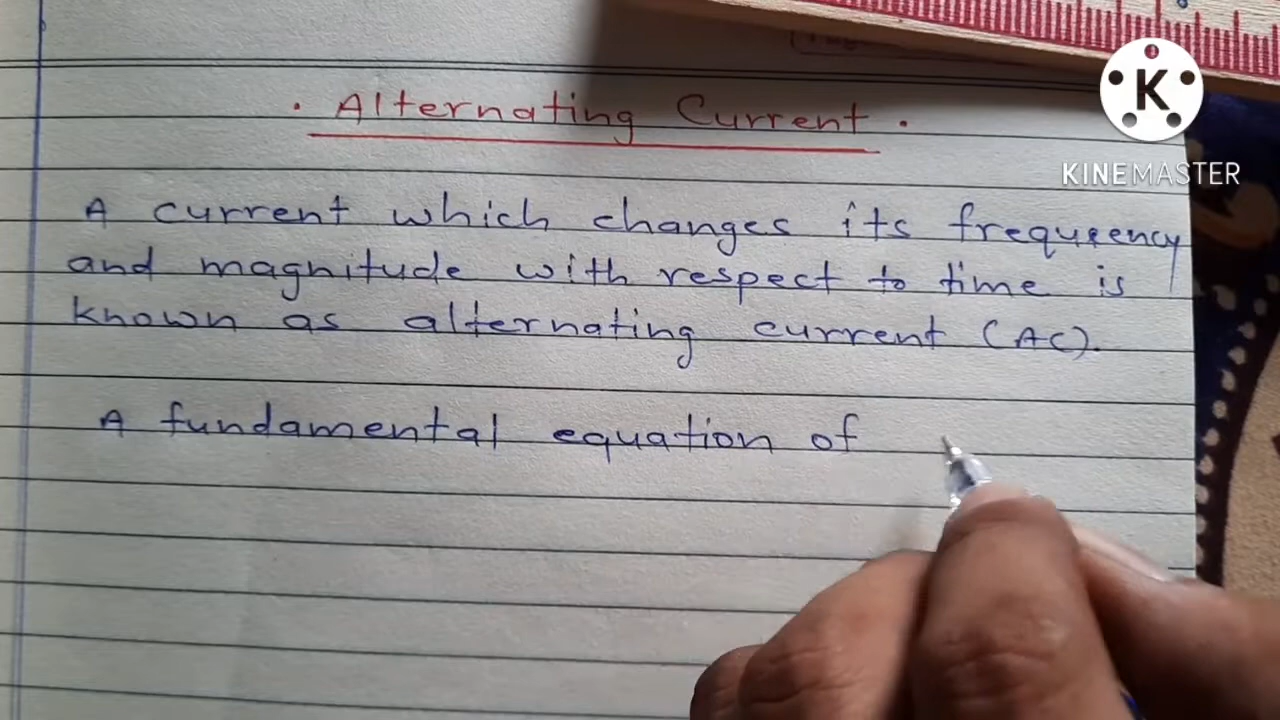 . Alternating Current .
A current which changes its frequency
and magnitude with respect to time is
known as alternating current (AC).
A fundamental equation of
K
KINEMASTER